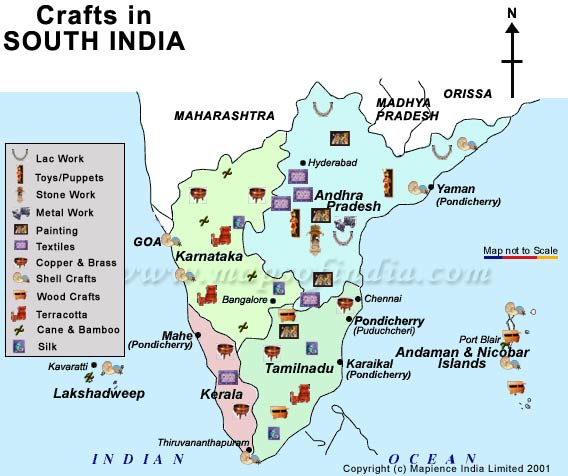 Crafts in
SOUTH INDIA
N
ORISSA
MADHYA
PRADESH
MAHARASHTRA
Lac Work
Toys/Puppets
Stone Work
Metal Work
Painting
Textiles
Copper & Brass
Shell Crafts
Wood Crafts
Terracotta
Cane & Bamboo
Silk
Hyderabad
Andhra
Pradesh
Yaman
(Pondicherry)
GOA
Karnataka
Map not to Scale
www.mapsofindia.com
Bangalore
Chennai
Pondicherry
(Puduchcheri)
Mahe
(Pondicherry)
Port Blair
Andaman & Nicobar
Islands
Kavaratti
Lakshadweep
Kerala
Tamilnadu
Karaikal
(Pondicherry)
Thiruvananthapuram
INDIAN OCEAN
Copyright (c) Mapience India Limited 2001